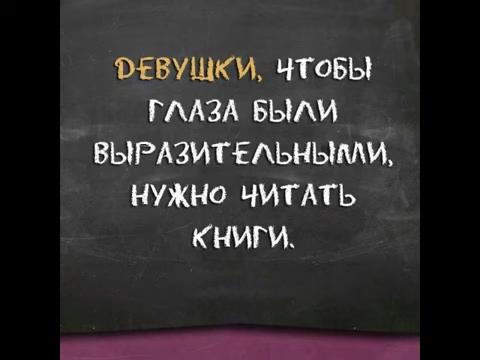 ДЕВУШКИ, ЧТОБЫ
ГЛАЗА БЫЛИ
ВЫРАЗИТЕЛЬНЫМИ,
НУЖНО ЧИТАТЬ
КНИГИ.